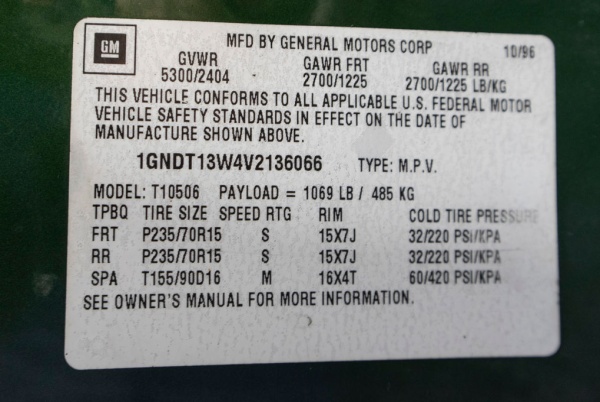 GM
MFD BY GENERAL MOTORS CORP 10/96
GVWR GAWR FRT GAWR RR
5300/2404 2700/1225 2700/1225 LB/KG
THIS VEHICLE CONFORMS TO ALL APPLICABLE U.S. FEDERAL MOTOR
VEHICLE SAFETY STANDARDS IN EFFECT ON THE DATE OF
MANUFACTURE SHOWN ABOVE.
1GNDT13W4V2136066 TYPE: M.P.V.
MODEL: T10506 PAYLOAD = 1069 LB / 485 KG
TPBQ TIRE SIZE SPEED RTG RIM COLD TIRE PRESSURE
FRT P235/70R15 S 15X7J 32/220 PSI/KPA
RR P235/70R15 S 15X7J 32/220 PSI/KPA
SPA T155/90D16 M 16X4T 60/420 PSI/KPA
SEE OWNER'S MANUAL FOR MORE INFORMATION.